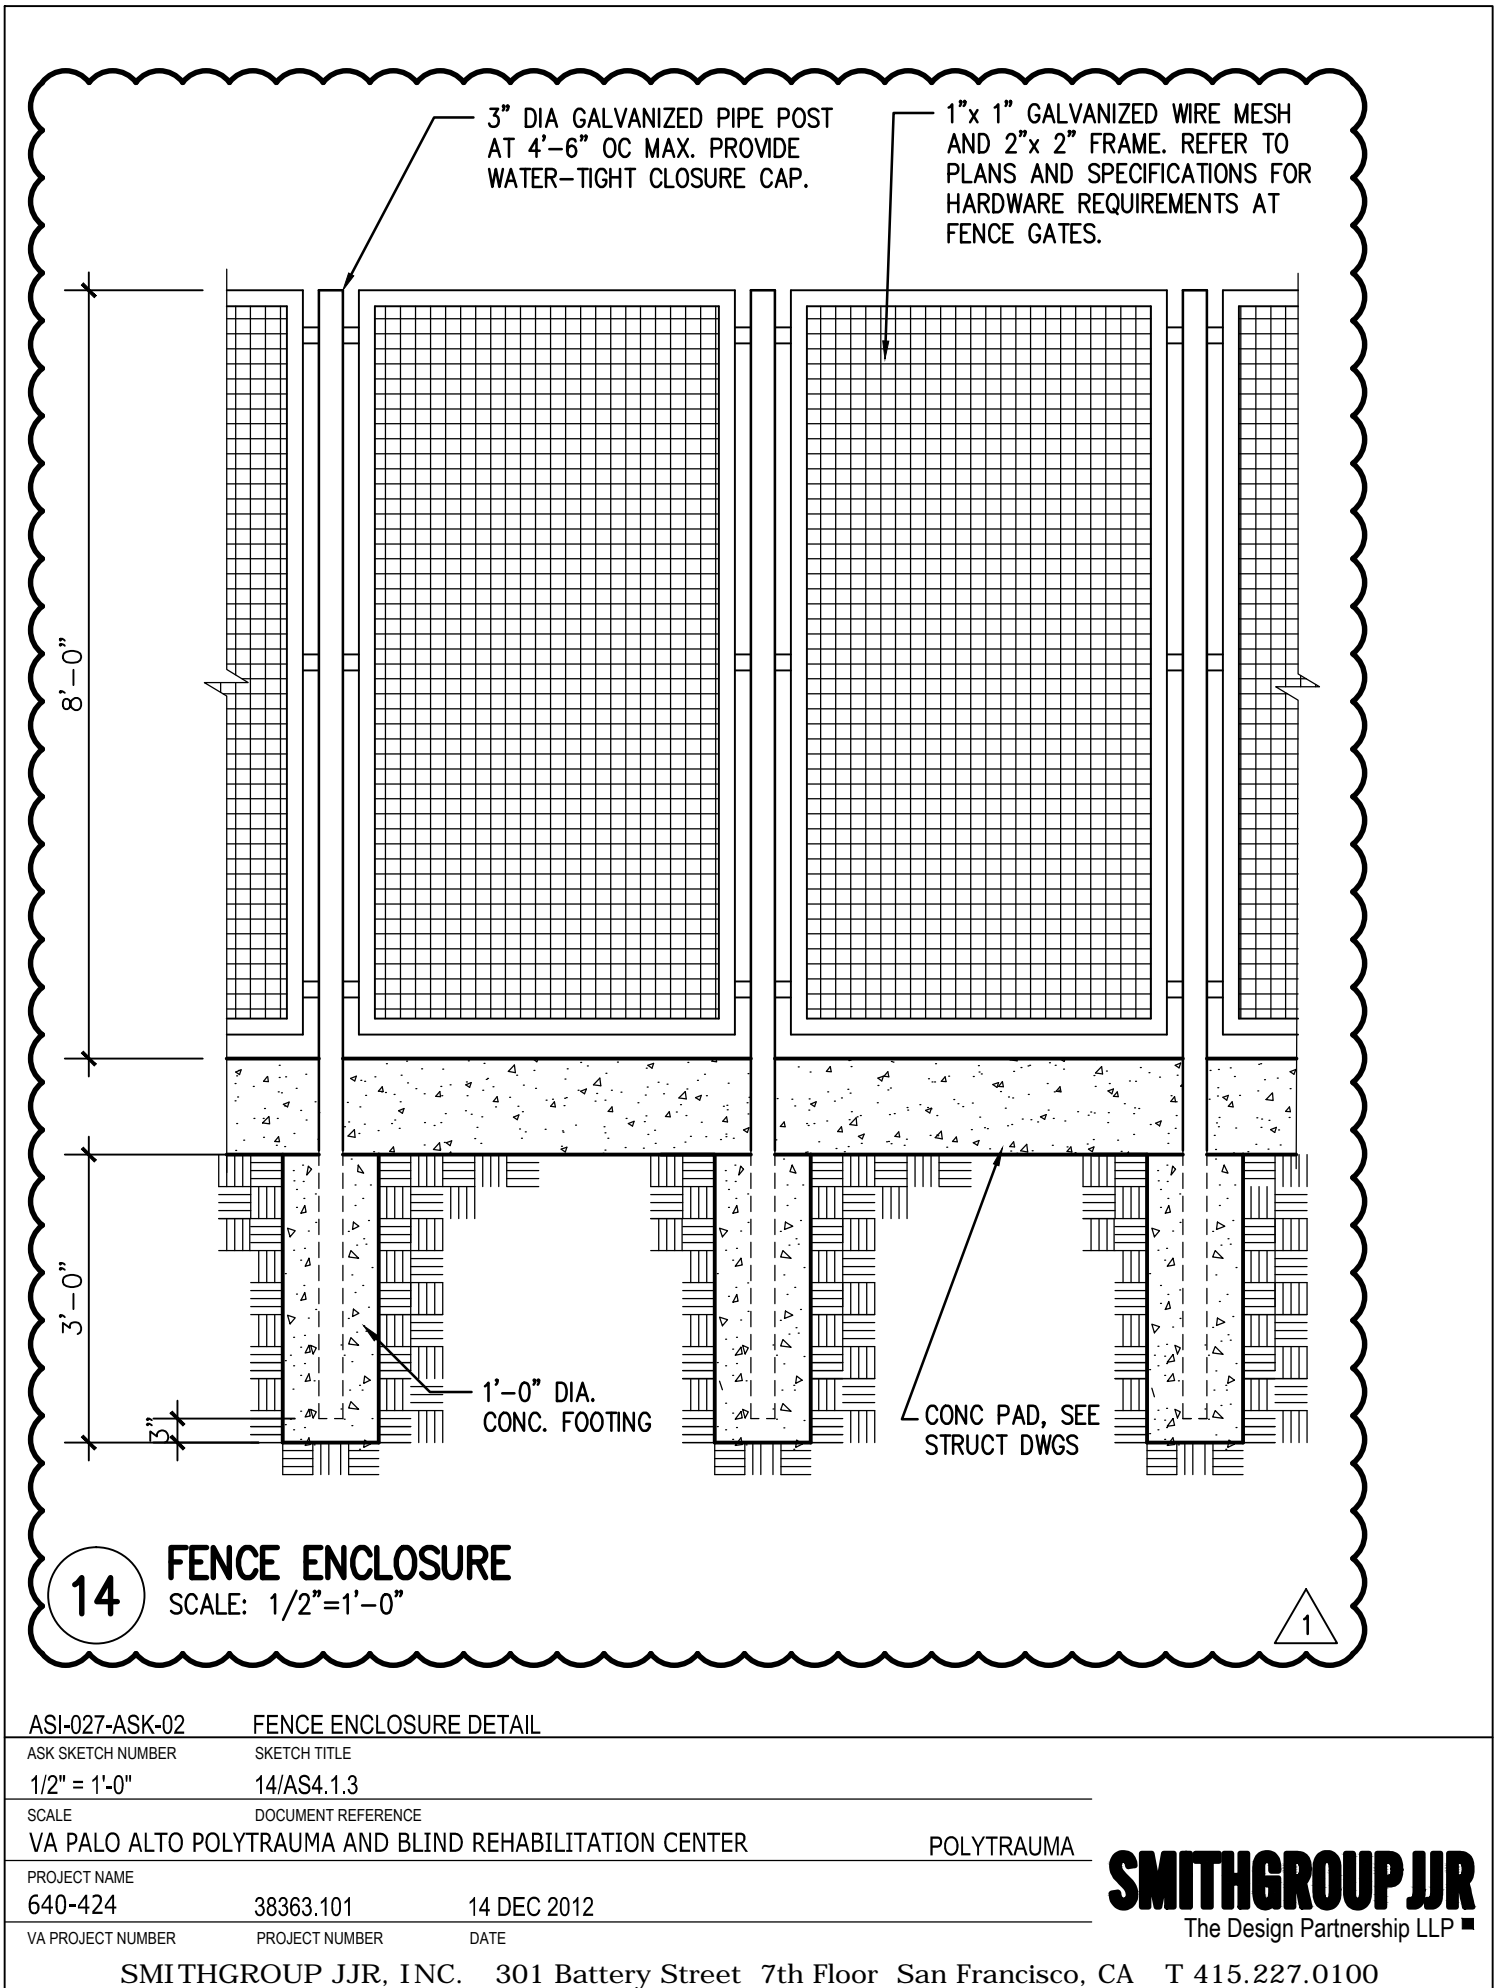 3" DIA GALVANIZED PIPE POST
AT 4'-6" OC MAX. PROVIDE
WATER-TIGHT CLOSURE CAP.
1"x 1" GALVANIZED WIRE MESH
AND 2"x 2" FRAME. REFER TO
PLANS AND SPECIFICATIONS FOR
HARDWARE REQUIREMENTS AT
FENCE GATES.
8'-0"
3'-0"
3"
1'-0" DIA.
CONC. FOOTING
CONC PAD, SEE
STRUCT DWGS
14
FENCE ENCLOSURE
SCALE: 1/2"=1'-0"
1
ASI-027-ASK-02 FENCE ENCLOSURE DETAIL
ASK SKETCH NUMBER SKETCH TITLE
1/2" = 1'-0" 14/AS4.1.3
SCALE DOCUMENT REFERENCE
VA PALO ALTO POLYTRAUMA AND BLIND REHABILITATION CENTER POLYTRAUMA
PROJECT NAME
640-424 38363.101 14 DEC 2012
VA PROJECT NUMBER PROJECT NUMBER DATE
SMITHGROUP JJR
The Design Partnership LLP
SMITHGROUP JJR, INC. 301 Battery Street 7th Floor San Francisco, CA T 415.227.0100